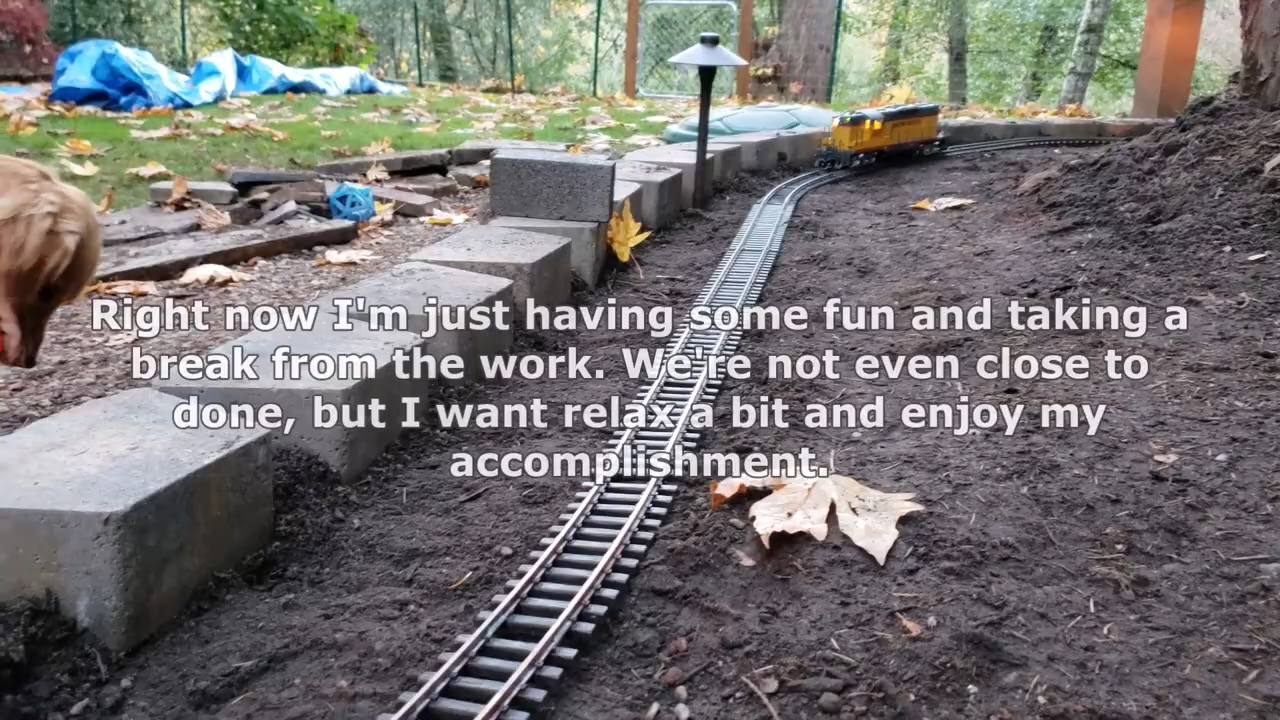 Right now I'm just having some fun and taking a
break from the work. We're not even close to
done, but I want relax a bit and enjoy my
accomplishment.